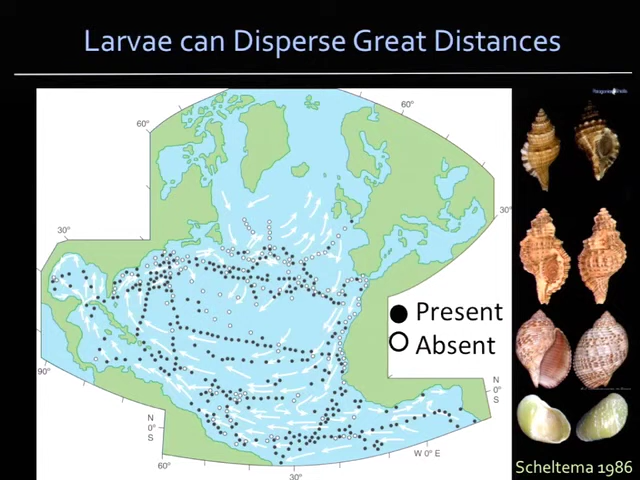 Larvae can Disperse Great Distances
60°
60°
30°
30°
Present
Absent
90°
N
0°
S
N
0°
S
W 0° E
60°
30°
Scheltema 1986